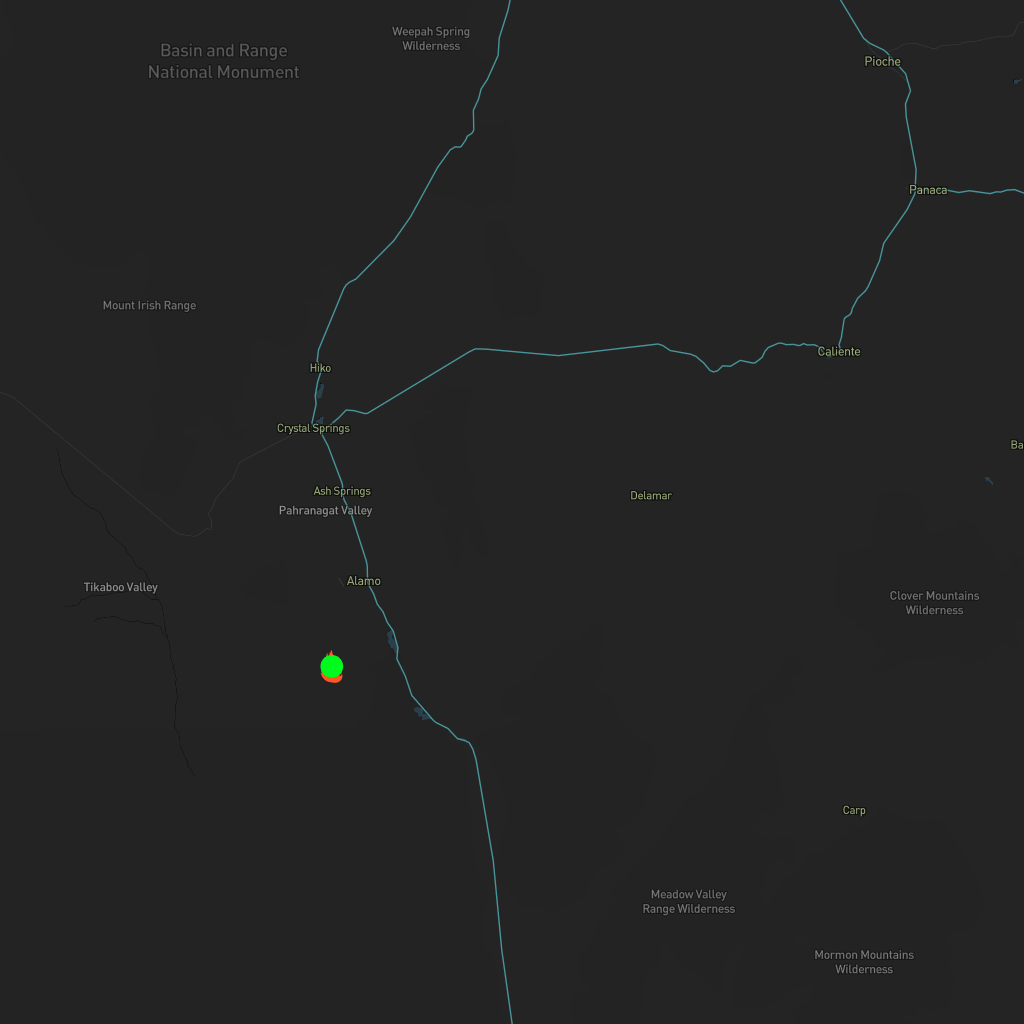 Weepah Spring
Wilderness
Basin and Range
National Monument
Pioche
Panaca
Mount Irish Range
Caliente
Hiko
Crystal Springs
Ba
Ash Springs
Delamar
Pahranagat Valley
Alamo
Tikaboo Valley
Clover Mountains
Wilderness
Carp
Meadow Valley
Range Wilderness
Mormon Mountains
Wilderness